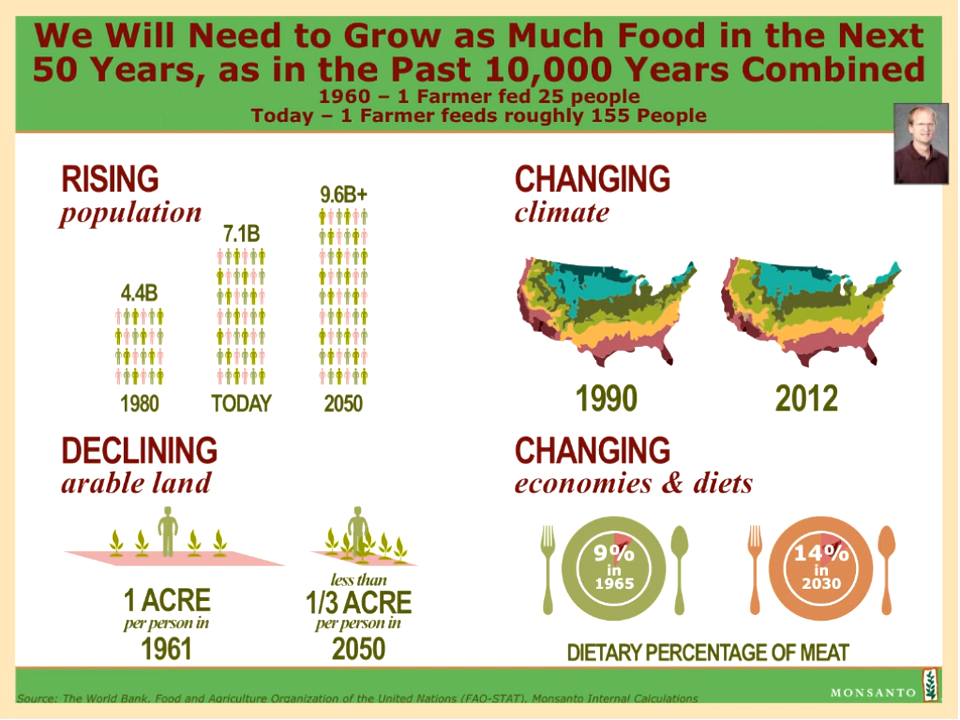 We Will Need to Grow as Much Food in the Next
50 Years, as in the Past 10,000 Years Combined
1960 – 1 Farmer fed 25 people
Today – 1 Farmer feeds roughly 155 People
RISING
population
4.4B
7.1B
9.6B+
1980
TODAY
2050
CHANGING
climate
1990
2012
DECLINING
arable land
1 ACRE
per person in
1961
less than
1/3 ACRE
per person in
2050
CHANGING
economies & diets
9%
in
1965
14%
in
2030
DIETARY PERCENTAGE OF MEAT
Source: The World Bank, Food and Agriculture Organization of the United Nations (FAO-STAT), Monsanto Internal Calculations
MONSANTO